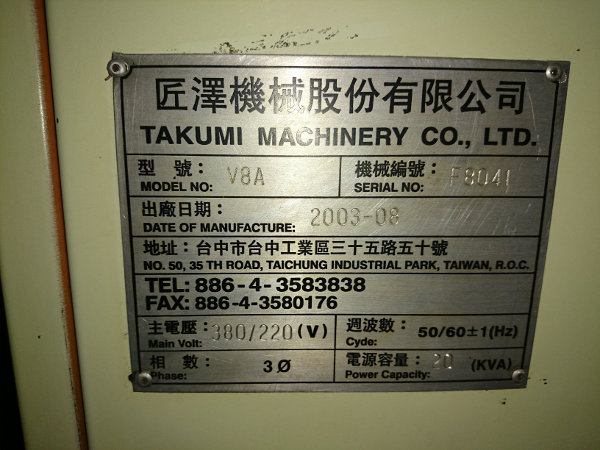 匠澤機械股份有限公司
TAKUMI MACHINERY CO., LTD.
型號： V8A 機械編號： F8041
MODEL NO: SERIAL NO:
出廠日期： 2003-08
DATE OF MANUFACTURE:
地址：台中市台中工業區三十五路五十號
NO. 50, 35 TH ROAD, TAICHUNG INDUSTRIAL PARK, TAIWAN, R.O.C.
TEL: 886-4-3583838
FAX: 886-4-3580176
主電壓： 380/220 (V) 週波數： 50/60±1(Hz)
Main Volt: Cyde:
相數： 3Ø 電源容量： 20 (KVA)
Phase: Power Capacity: